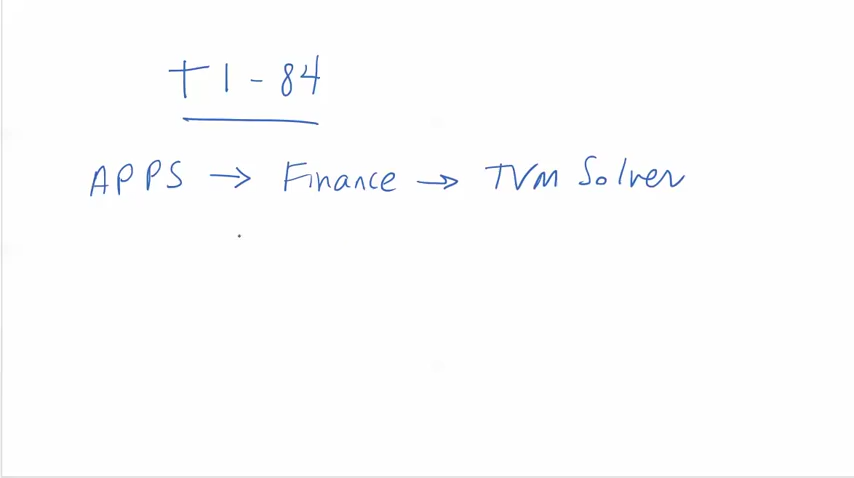 TI-84
APPS → Finance → TVM Solver